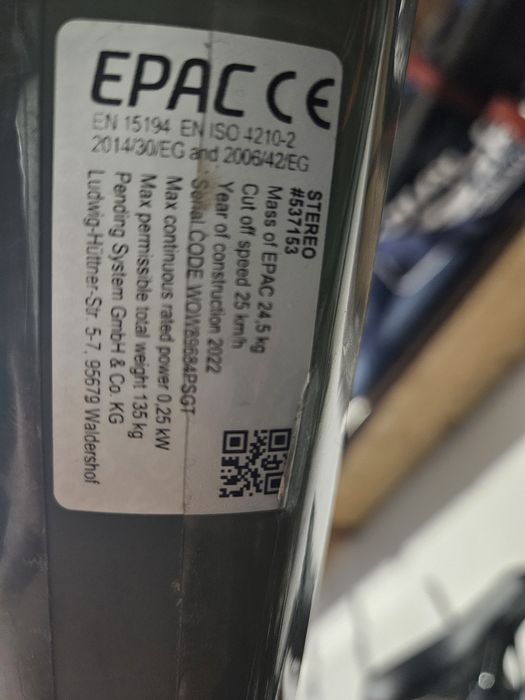 EPAC CE
EN 15194 EN ISO 4210-2
2014/30/EG and 2006/42/EG
STEREO
#537153
Mass of EPAC 24,5 kg
Cut off speed 25 km/h
Year of construction 2022
Serial CODE WOW89684PSGT
Max continuous rated power 0,25 kW
Max permissible total weight 135 kg
Pending System GmbH & Co. KG
Ludwig-Hüttner-Str. 5-7, 95679 Waldershof